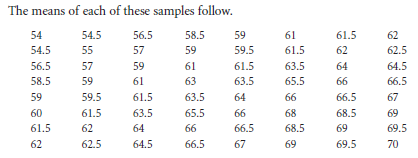 The means of each of these samples follow.
54 54.5 56.5 58.5 59 61 61.5 62
54.5 55 57 59 59.5 61.5 62 62.5
56.5 57 59 61 61.5 63.5 64 64.5
58.5 59 61 63 63.5 65.5 66 66.5
59 59.5 61.5 63.5 64 66 66.5 67
60 61.5 63.5 65.5 66 68 68.5 69
61.5 62 64 66 66.5 68.5 69 69.5
62 62.5 64.5 66.5 67 69 69.5 70